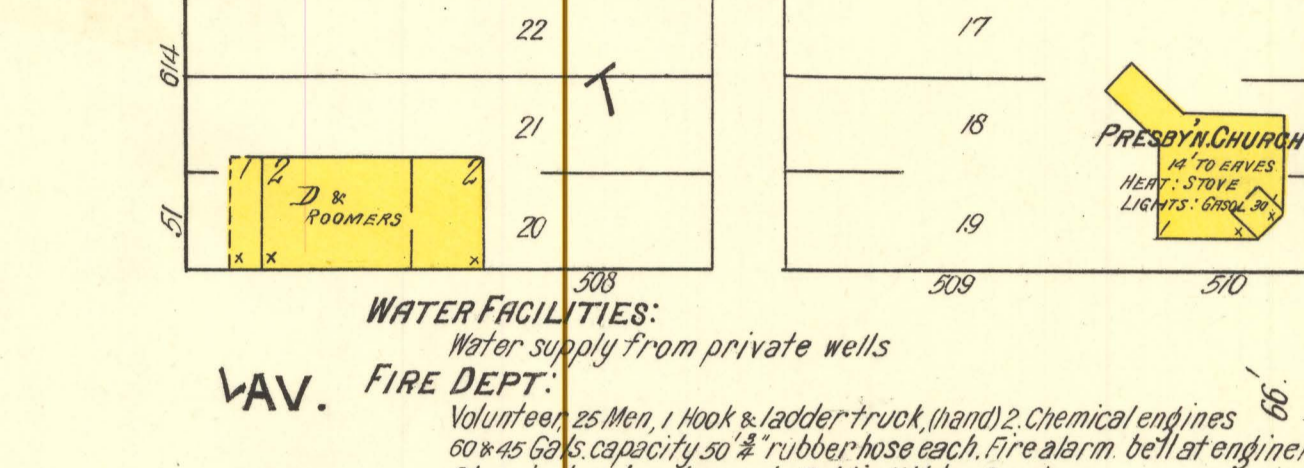 22
17
614
T
21
18
PRESBY'N. CHURCH
14' TO EAVES
HEAT: STOVE
LIGHTS: GASOL 30'
1
1 2 2
D &
ROOMERS
51
20
19
x x x
x x
508
509
510
WATER FACILITIES:
Water supply from private wells
AV.
FIRE DEPT:
66'
Volunteer, 25 Men, 1 Hook & ladder truck, (hand) 2. Chemical engines
60 & 45 Gals. capacity 50' ¾" rubber hose each. Fire alarm. bell at engine